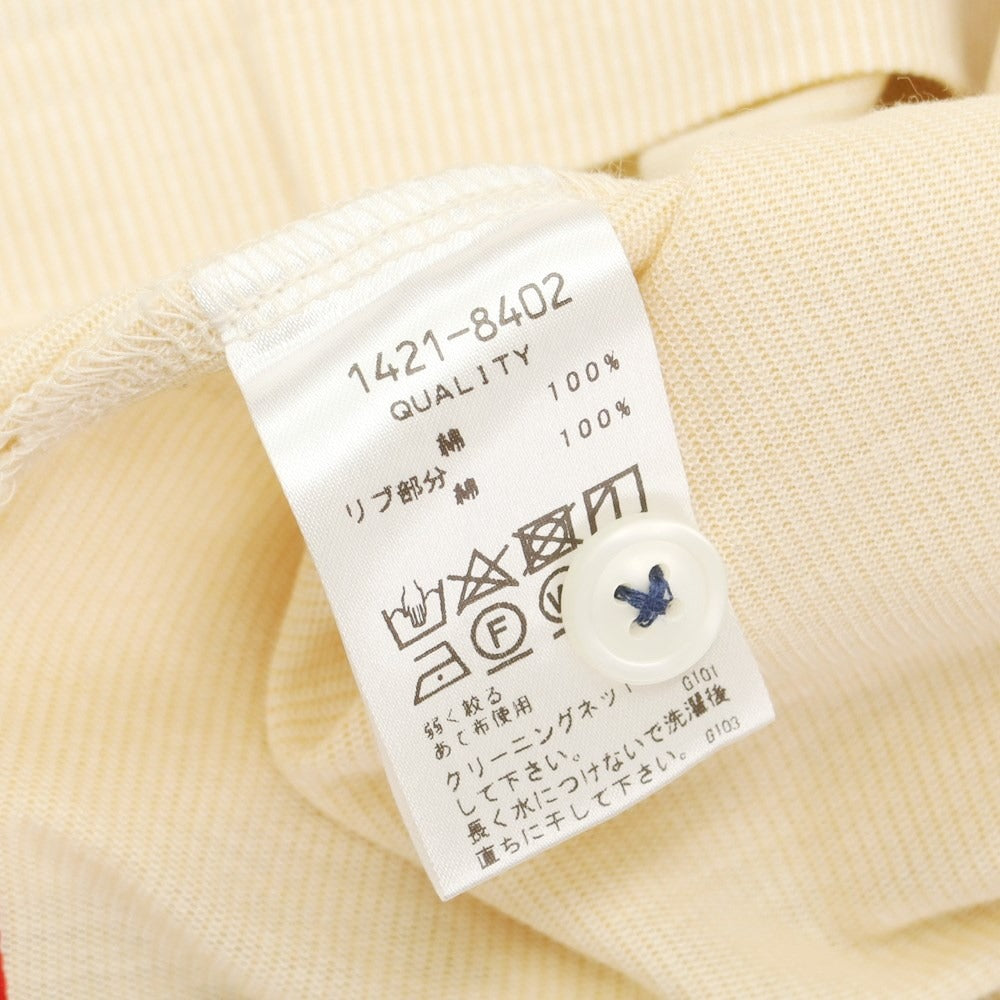 1421-8402
QUALITY
綿 100%
リブ部分 綿 100%
F
弱く絞る
あて布使用
クリーニングネット G101
して下さい。
長く水につけないで洗濯後
直ちに干して下さい。 G103